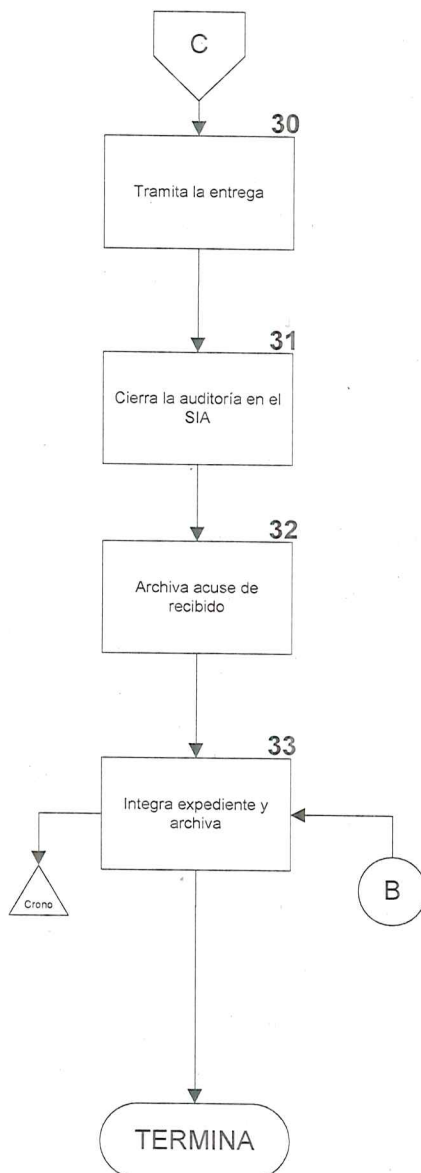 C
30
Tramita la entrega
31
Cierra la auditoría en el
SIA
32
Archiva acuse de
recibido
33
Integra expediente y
archiva
Crono
B
TERMINA